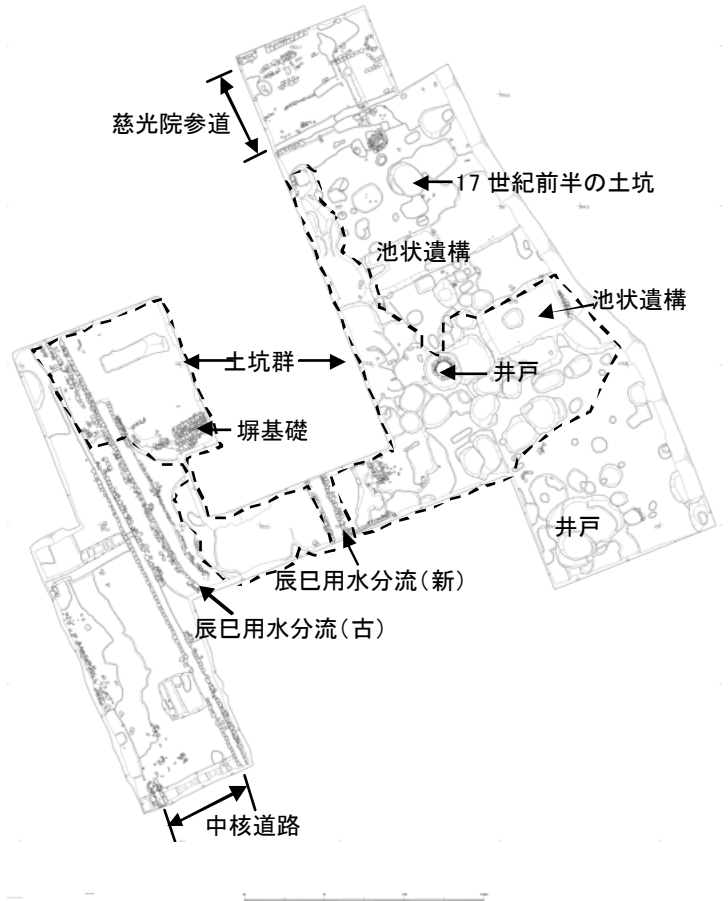 慈光院参道
17 世紀前半の土坑
池状遺構
池状遺構
土坑群
井戸
塀基礎
井戸
辰巳用水分流(新)
辰巳用水分流(古)
中核道路